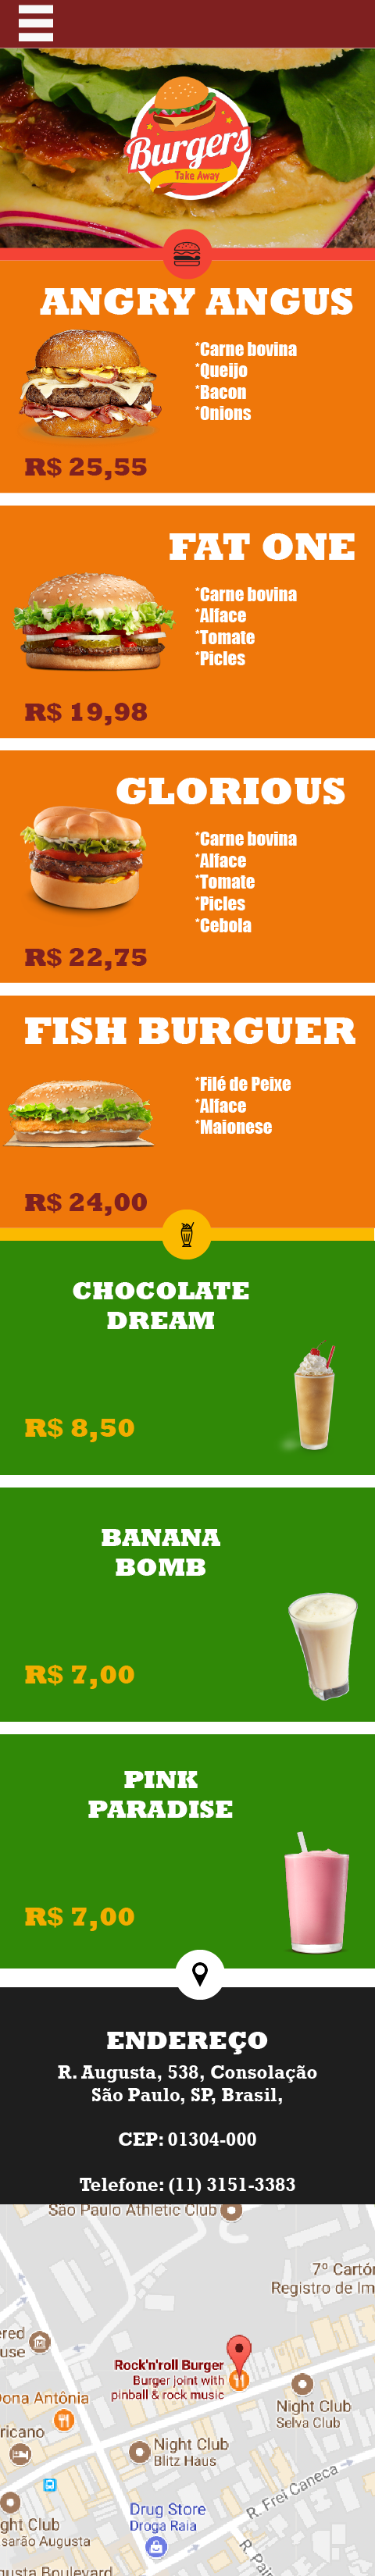 Burgers
Take Away
ANGRY ANGUS
*Carne bovina
*Queijo
*Bacon
*Onions
R$ 25,55
FAT ONE
*Carne bovina
*Alface
*Tomate
*Picles
R$ 19,98
GLORIOUS
*Carne bovina
*Alface
*Tomate
*Picles
*Cebola
R$ 22,75
FISH BURGUER
*Filé de Peixe
*Alface
*Maionese
R$ 24,00
CHOCOLATE
DREAM
R$ 8,50
BANANA
BOMB
R$ 7,00
PINK
PARADISE
R$ 7,00
ENDEREÇO
R. Augusta, 538, Consolação
São Paulo, SP, Brasil,
CEP: 01304-000
Telefone: (11) 3151-3383
São Paulo Athletic Club
7º Cartór
Registro de Im
ered
use
Rock'n'roll Burger
Burger joint with
pinball & rock music
ona Antônia
Night Club
Selva Club
ricano
Night Club
Blitz Haus
R. Frei Caneca
ght Club
sarão Augusta
Drug Store
Droga Raia
R. Pai
usta Boulevard